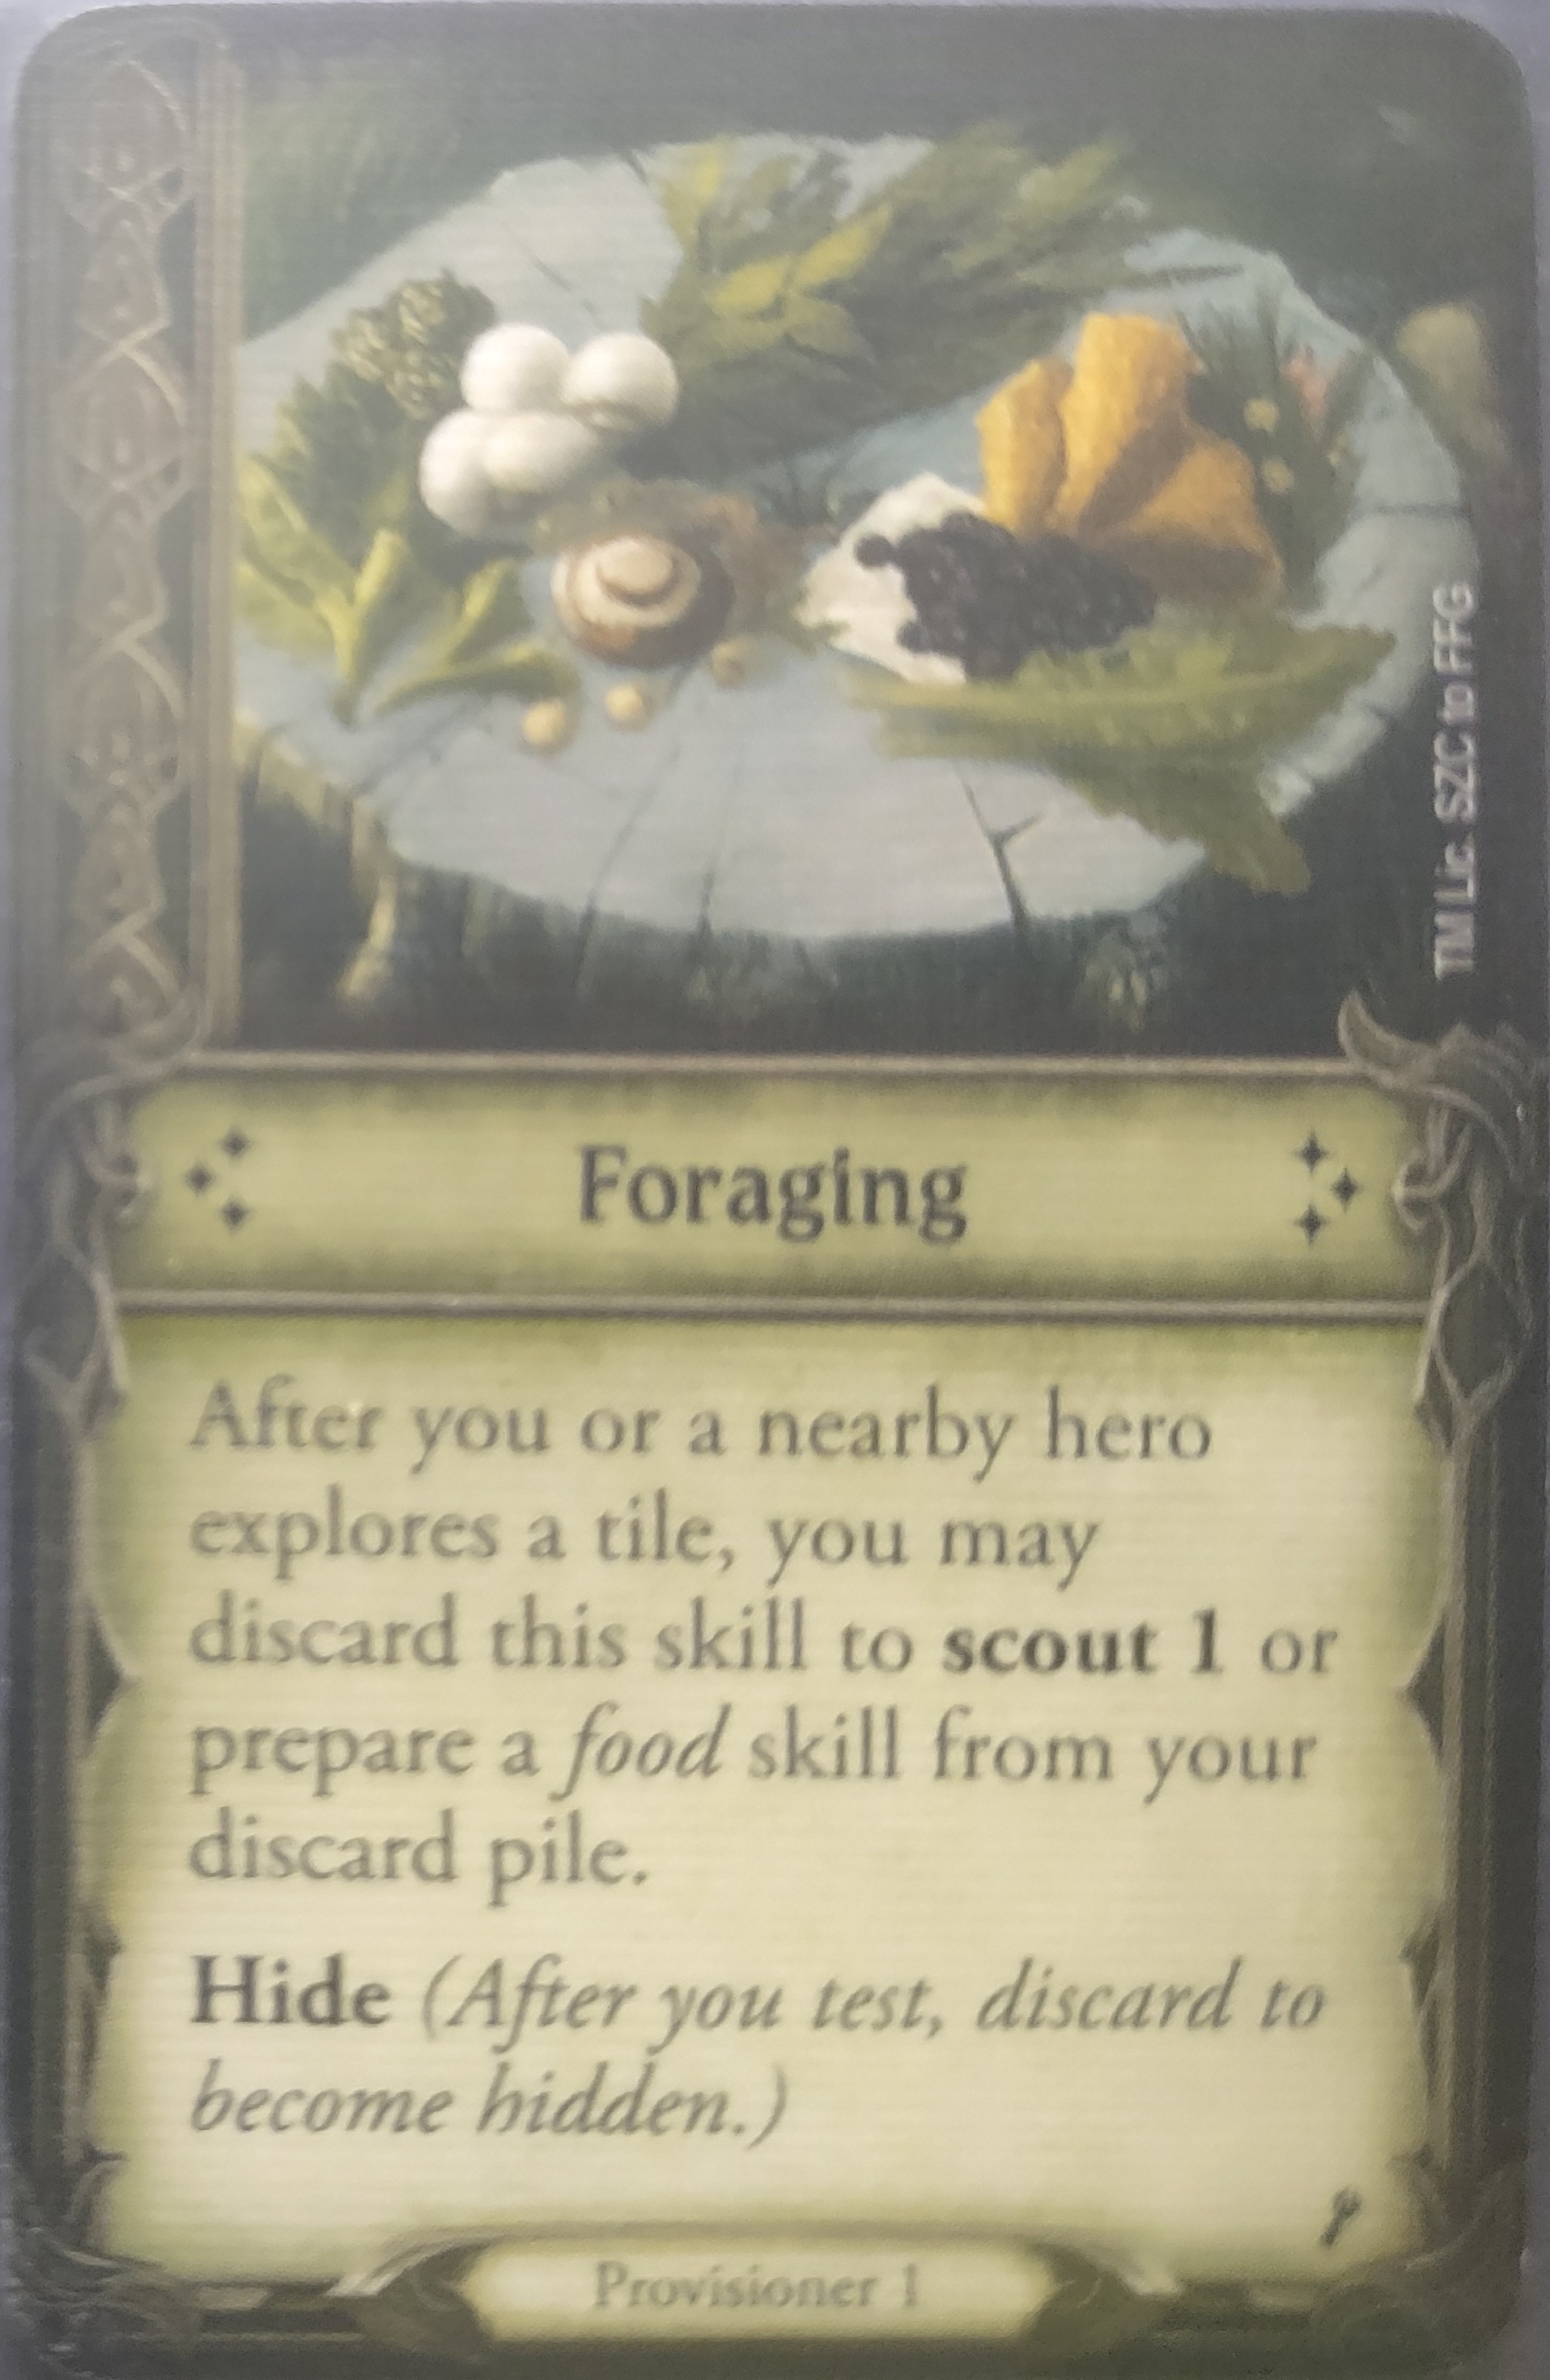 TM Lic. SZC to FFG
Foraging
After you or a nearby hero
explores a tile, you may
discard this skill to scout 1 or
prepare a food skill from your
discard pile.
Hide (After you test, discard to
become hidden.)
Provisioner 1